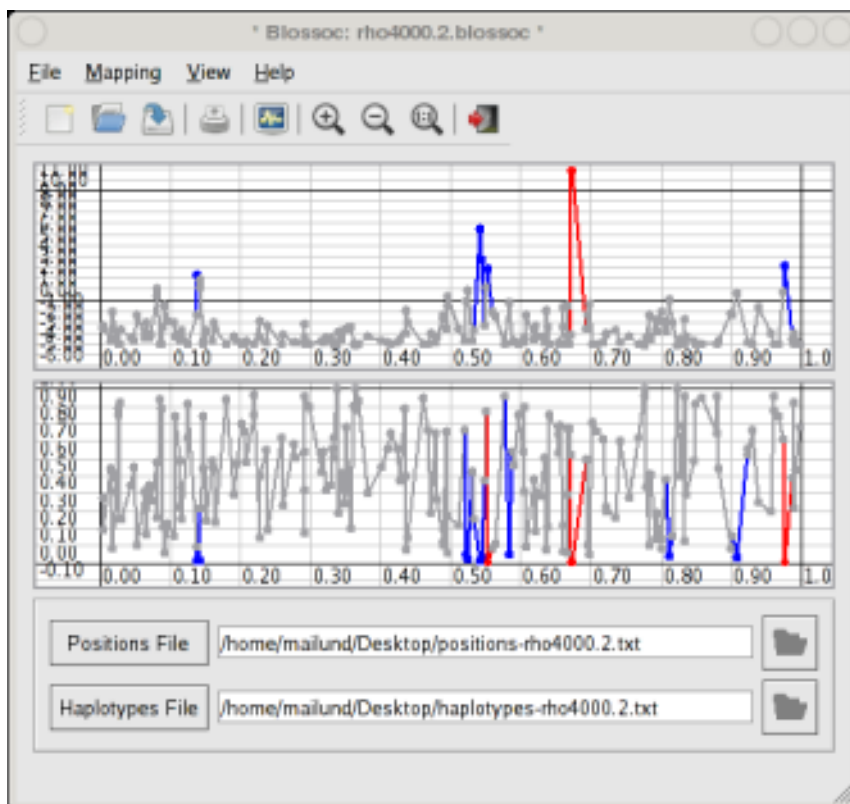 * Blossoc: rho4000.2.blossoc *
File Mapping View Help
-5.00
0.00 0.10 0.20 0.30 0.40 0.50 0.60 0.70 0.80 0.90 1.0
0.90
0.80
0.70
0.60
0.50
0.40
0.30
0.20
0.10
0.00
-0.10
0.00 0.10 0.20 0.30 0.40 0.50 0.60 0.70 0.80 0.90 1.0
Positions File /home/mailund/Desktop/positions-rho4000.2.txt
Haplotypes File /home/mailund/Desktop/haplotypes-rho4000.2.txt